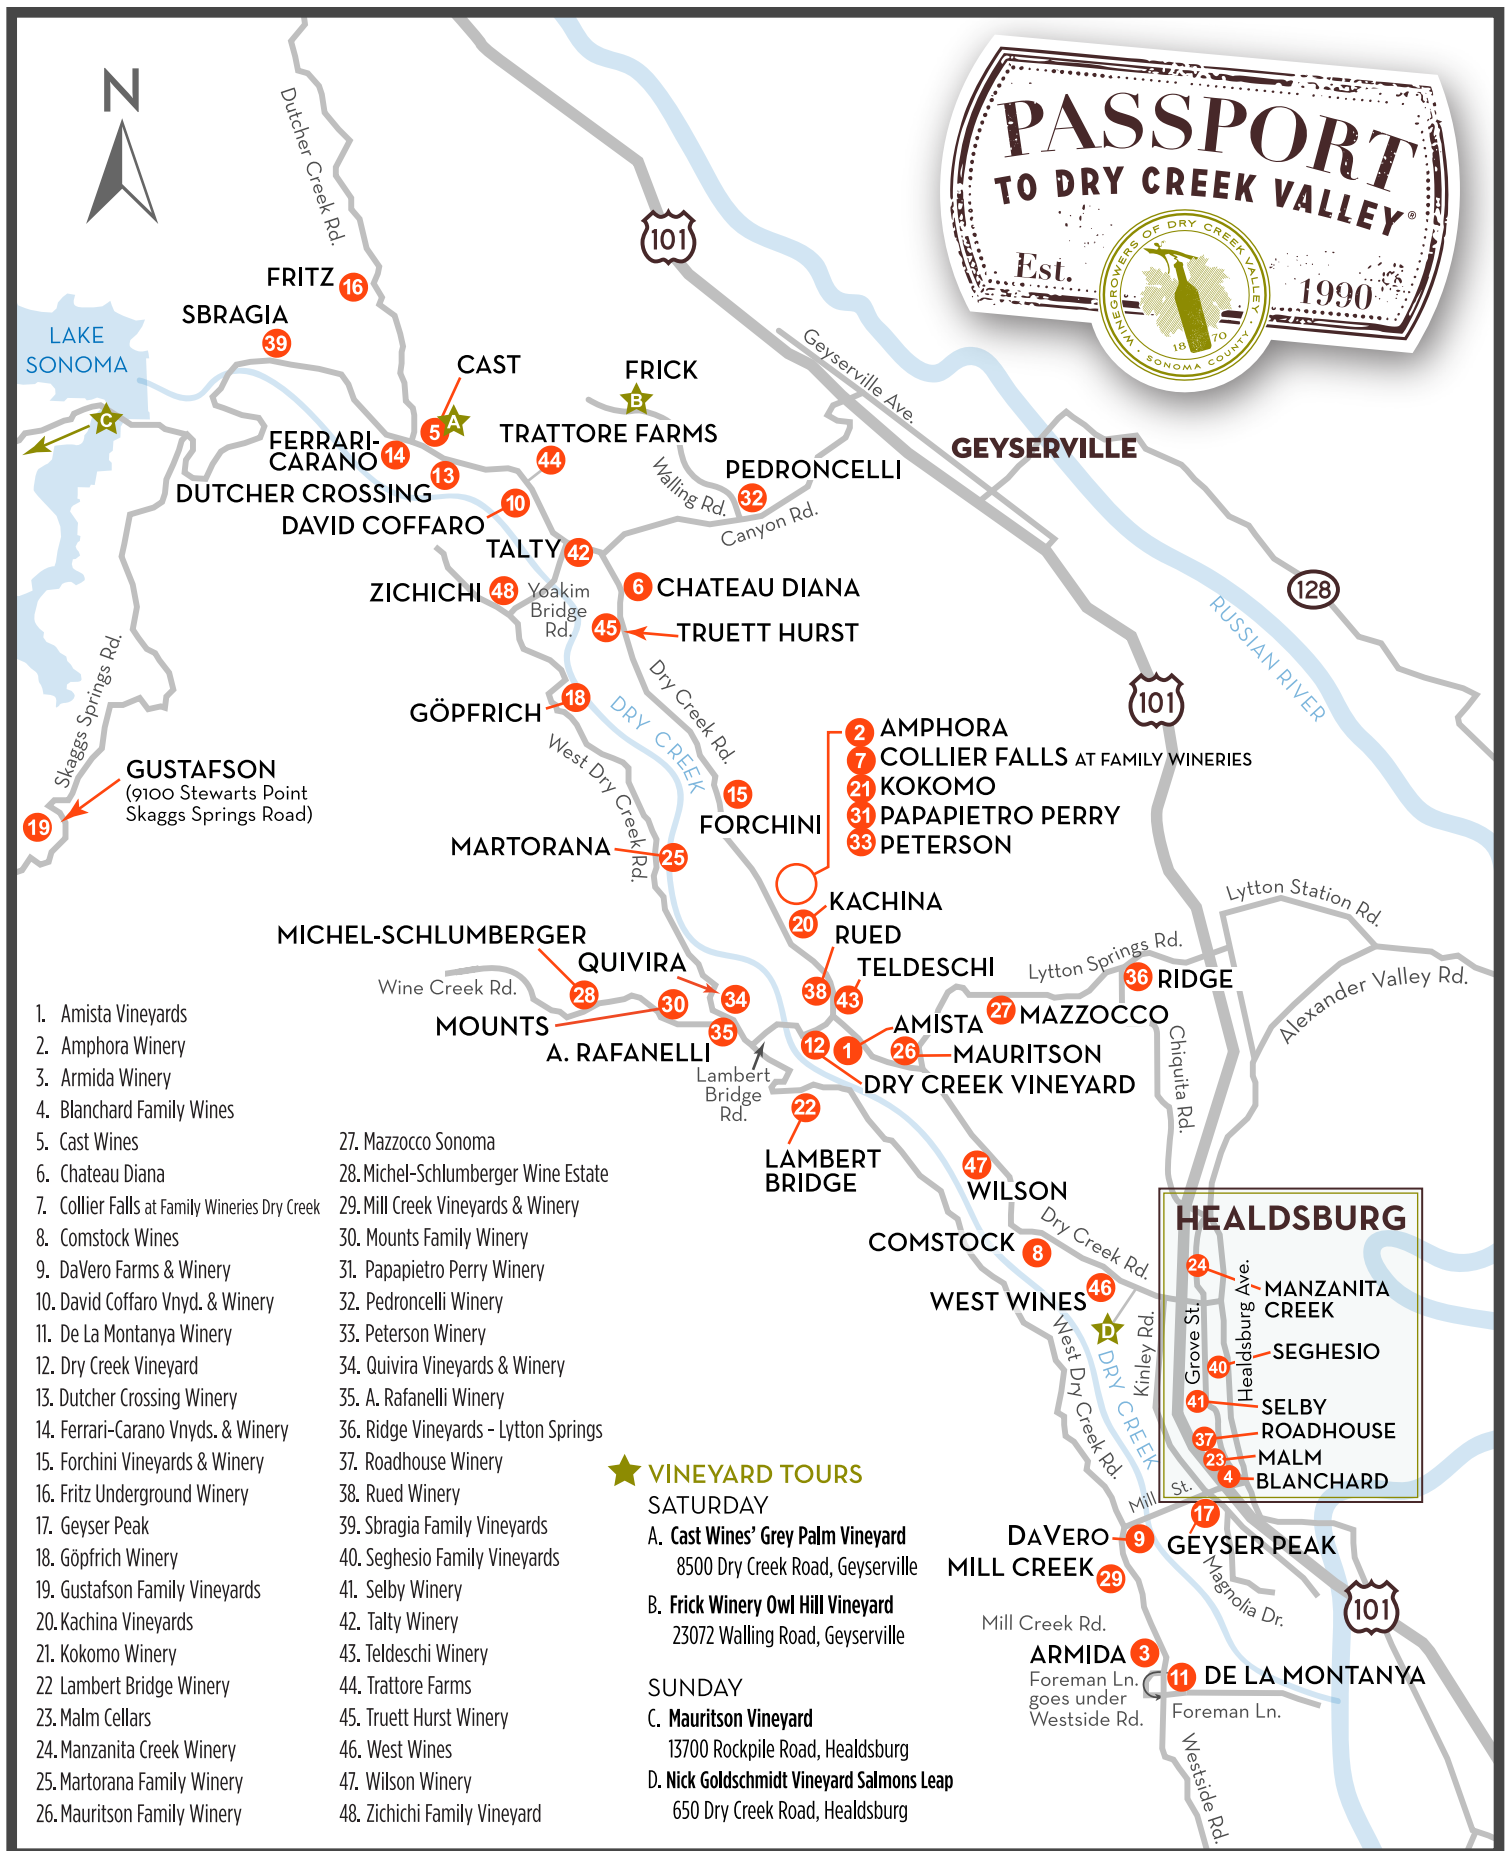 N
PASSPORT
TO DRY CREEK VALLEY®
Est.
1990
WINEGROWERS OF DRY CREEK VALLEY
18 70
SONOMA COUNTY
Dutcher Creek Rd.
101
FRITZ 16
SBRAGIA
39
LAKE
SONOMA
C
CAST
5 A
FRICK
B
Geyserville Ave.
GEYSERVILLE
FERRARI-
CARANO 14
TRATTORE FARMS
44
Walling Rd.
PEDRONCELLI
32
Canyon Rd.
DUTCHER CROSSING
13
DAVID COFFARO
10
TALTY 42
ZICHICHI 48
Yoakim
Bridge
Rd.
6 CHATEAU DIANA
45 TRUETT HURST
128
RUSSIAN RIVER
101
Skaggs Springs Rd.
GÖPFRICH 18
DRY CREEK
Dry Creek Rd.
West Dry Creek Rd.
GUSTAFSON
(9100 Stewarts Point
Skaggs Springs Road)
19
2 AMPHORA
7 COLLIER FALLS AT FAMILY WINERIES
21 KOKOMO
31 PAPAPIETRO PERRY
33 PETERSON
15
FORCHINI
MARTORANA 25
KACHINA
20
RUED
38
TELDESCHI
43
Lytton Station Rd.
Lytton Springs Rd.
Alexander Valley Rd.
36 RIDGE
27 MAZZOCCO
Chiquita Rd.
MICHEL-SCHLUMBERGER
28
QUIVIRA
34
Wine Creek Rd.
MOUNTS 30
A. RAFANELLI 35
Lambert
Bridge
Rd.
AMISTA
1
26 MAURITSON
12
DRY CREEK VINEYARD
22
LAMBERT
BRIDGE
47
WILSON
COMSTOCK 8
Dry Creek Rd.
WEST WINES 46
D
DRY CREEK
West Dry Creek Rd.
Kinley Rd.
HEALDSBURG
Grove St.
Healdsburg Ave.
24 MANZANITA
CREEK
40 SEGHESIO
41 SELBY
37 ROADHOUSE
23 MALM
4 BLANCHARD
Mill St.
17
GEYSER PEAK
Magnolia Dr.
DAVERO 9
MILL CREEK 29
101
Mill Creek Rd.
ARMIDA 3
Foreman Ln.
goes under
Westside Rd.
11 DE LA MONTANYA
Foreman Ln.
Westside Rd.
1. Amista Vineyards
2. Amphora Winery
3. Armida Winery
4. Blanchard Family Wines
5. Cast Wines
6. Chateau Diana
7. Collier Falls at Family Wineries Dry Creek
8. Comstock Wines
9. DaVero Farms & Winery
10. David Coffaro Vnyd. & Winery
11. De La Montanya Winery
12. Dry Creek Vineyard
13. Dutcher Crossing Winery
14. Ferrari-Carano Vnyds. & Winery
15. Forchini Vineyards & Winery
16. Fritz Underground Winery
17. Geyser Peak
18. Göpfrich Winery
19. Gustafson Family Vineyards
20. Kachina Vineyards
21. Kokomo Winery
22 Lambert Bridge Winery
23. Malm Cellars
24. Manzanita Creek Winery
25. Martorana Family Winery
26. Mauritson Family Winery
27. Mazzocco Sonoma
28. Michel-Schlumberger Wine Estate
29. Mill Creek Vineyards & Winery
30. Mounts Family Winery
31. Papapietro Perry Winery
32. Pedroncelli Winery
33. Peterson Winery
34. Quivira Vineyards & Winery
35. A. Rafanelli Winery
36. Ridge Vineyards - Lytton Springs
37. Roadhouse Winery
38. Rued Winery
39. Sbragia Family Vineyards
40. Seghesio Family Vineyards
41. Selby Winery
42. Talty Winery
43. Teldeschi Winery
44. Trattore Farms
45. Truett Hurst Winery
46. West Wines
47. Wilson Winery
48. Zichichi Family Vineyard
VINEYARD TOURS
SATURDAY
A. Cast Wines' Grey Palm Vineyard
8500 Dry Creek Road, Geyserville
B. Frick Winery Owl Hill Vineyard
23072 Walling Road, Geyserville
SUNDAY
C. Mauritson Vineyard
13700 Rockpile Road, Healdsburg
D. Nick Goldschmidt Vineyard Salmons Leap
650 Dry Creek Road, Healdsburg